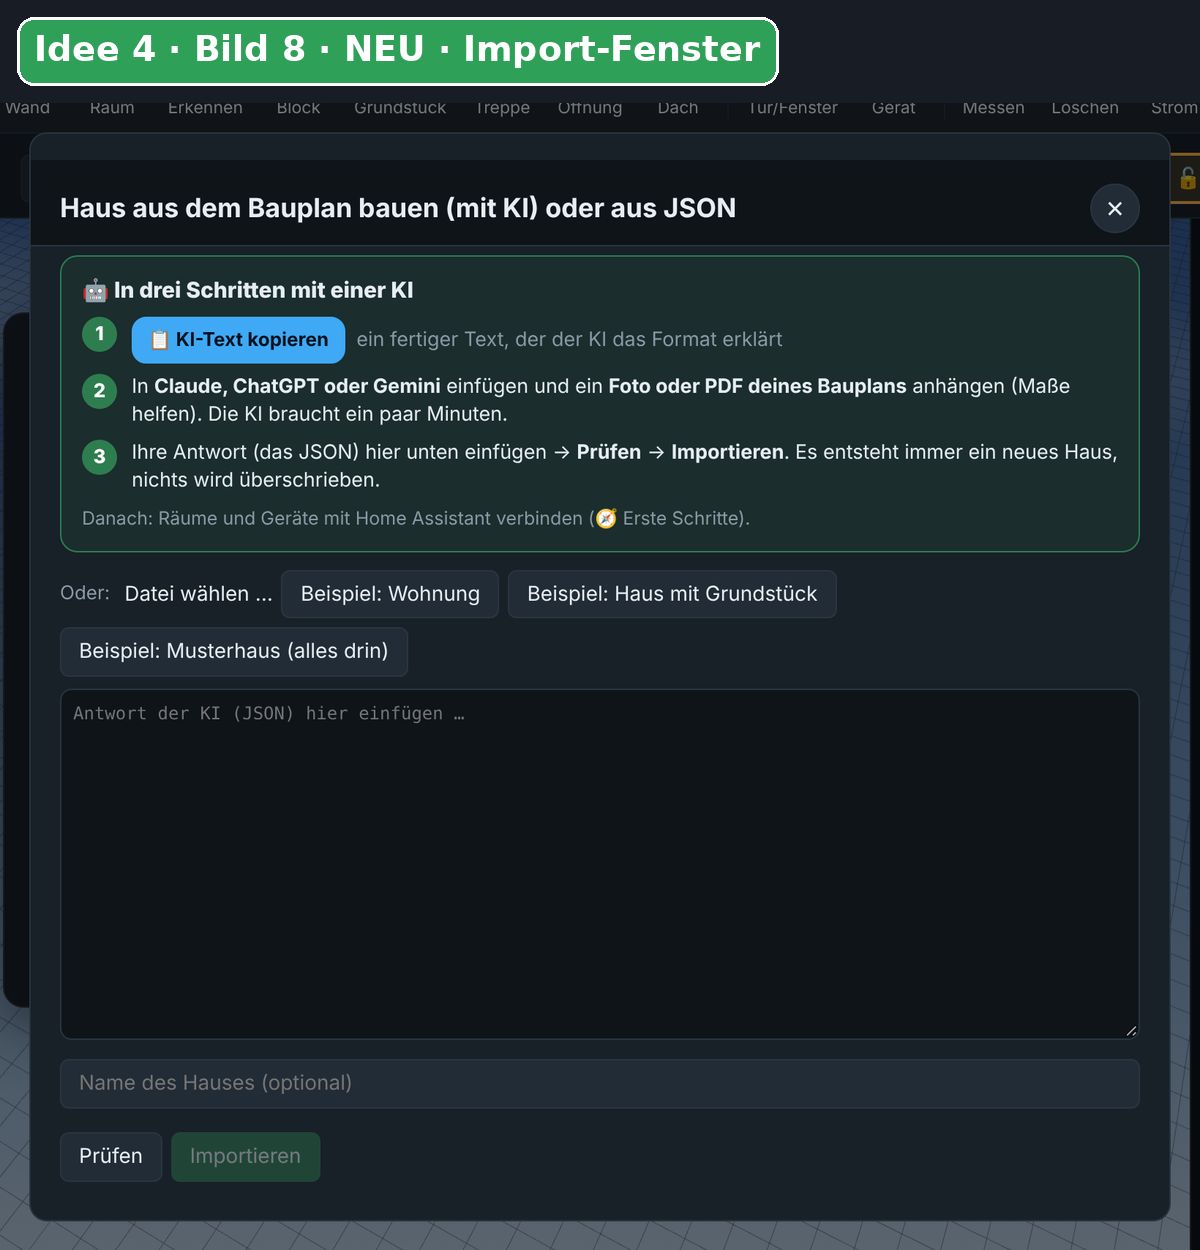 Idee 4 · Bild 8 · NEU · Import-Fenster
Wand Raum Erkennen Block Grundstück Treppe Öffnung Dach Tür/Fenster Gerät Messen Löschen Strom
Haus aus dem Bauplan bauen (mit KI) oder aus JSON
In drei Schritten mit einer KI
1 KI-Text kopieren ein fertiger Text, der der KI das Format erklärt
2 In Claude, ChatGPT oder Gemini einfügen und ein Foto oder PDF deines Bauplans anhängen (Maße
helfen). Die KI braucht ein paar Minuten.
3 Ihre Antwort (das JSON) hier unten einfügen → Prüfen → Importieren. Es entsteht immer ein neues Haus,
nichts wird überschrieben.
Danach: Räume und Geräte mit Home Assistant verbinden (🧭 Erste Schritte).
Oder: Datei wählen ... Beispiel: Wohnung Beispiel: Haus mit Grundstück
Beispiel: Musterhaus (alles drin)
Antwort der KI (JSON) hier einfügen …
Name des Hauses (optional)
Prüfen Importieren